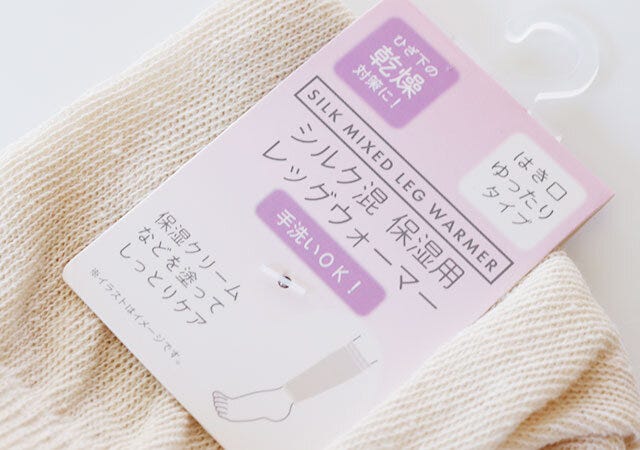 ひざ下の
乾燥
対策に!
SILK MIXED LEG WARMER
シルク混 保湿用
レッグウォーマー
はき口
ゆったり
タイプ
手洗いOK!
保湿クリーム
などを塗って
しっとりケア
※イラストはイメージです。